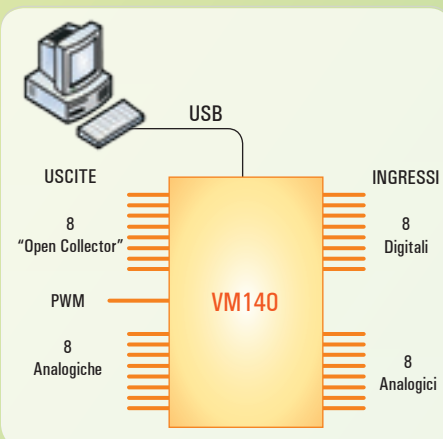 USB
USCITE
INGRESSI
8
“Open Collector”
8
Digitali
PWM
VM140
8
Analogiche
8
Analogici